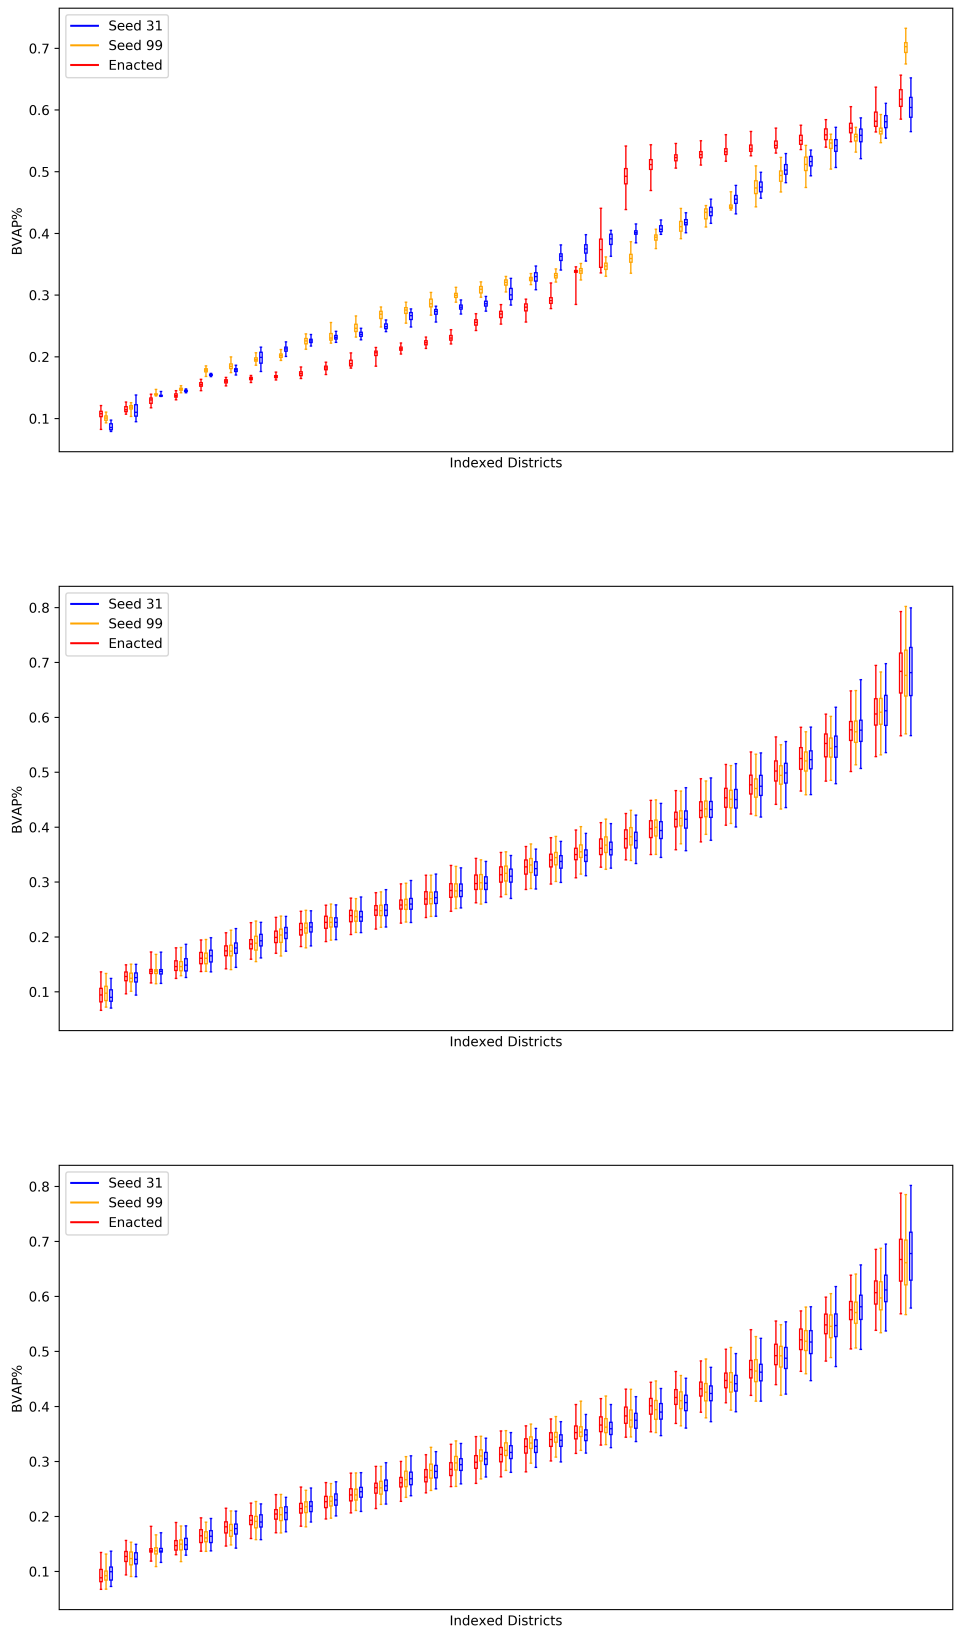 Seed 31
Seed 99
Enacted
0.7
0.6
0.5
0.4
0.3
0.2
0.1
BVAP%
Indexed Districts
Seed 31
Seed 99
Enacted
0.8
0.7
0.6
0.5
0.4
0.3
0.2
0.1
BVAP%
Indexed Districts
Seed 31
Seed 99
Enacted
0.8
0.7
0.6
0.5
0.4
0.3
0.2
0.1
BVAP%
Indexed Districts